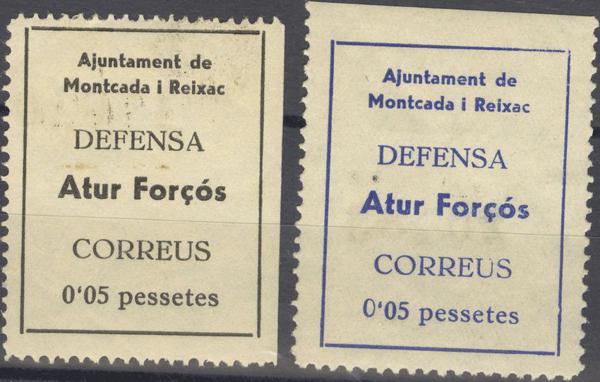 Ajuntament de
Montcada i Reixac
DEFENSA
Atur Forçós
CORREUS
0'05 pessetes
Ajuntament de
Montcada i Reixac
DEFENSA
Atur Forçós
CORREUS
0'05 pessetes